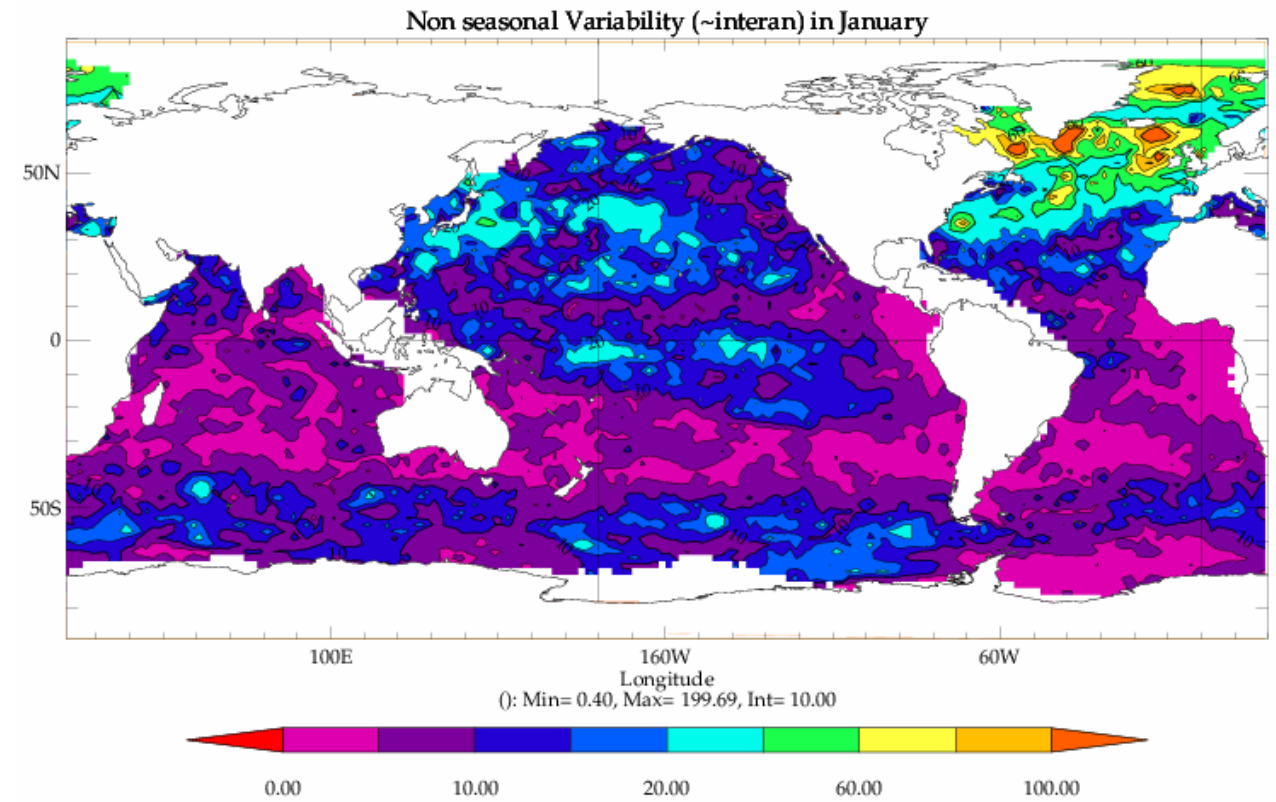 Non seasonal Variability (~interan) in January
50N
0
50S
100E 160W 60W
Longitude
(): Min= 0.40, Max= 199.69, Int= 10.00
0.00 10.00 20.00 60.00 100.00